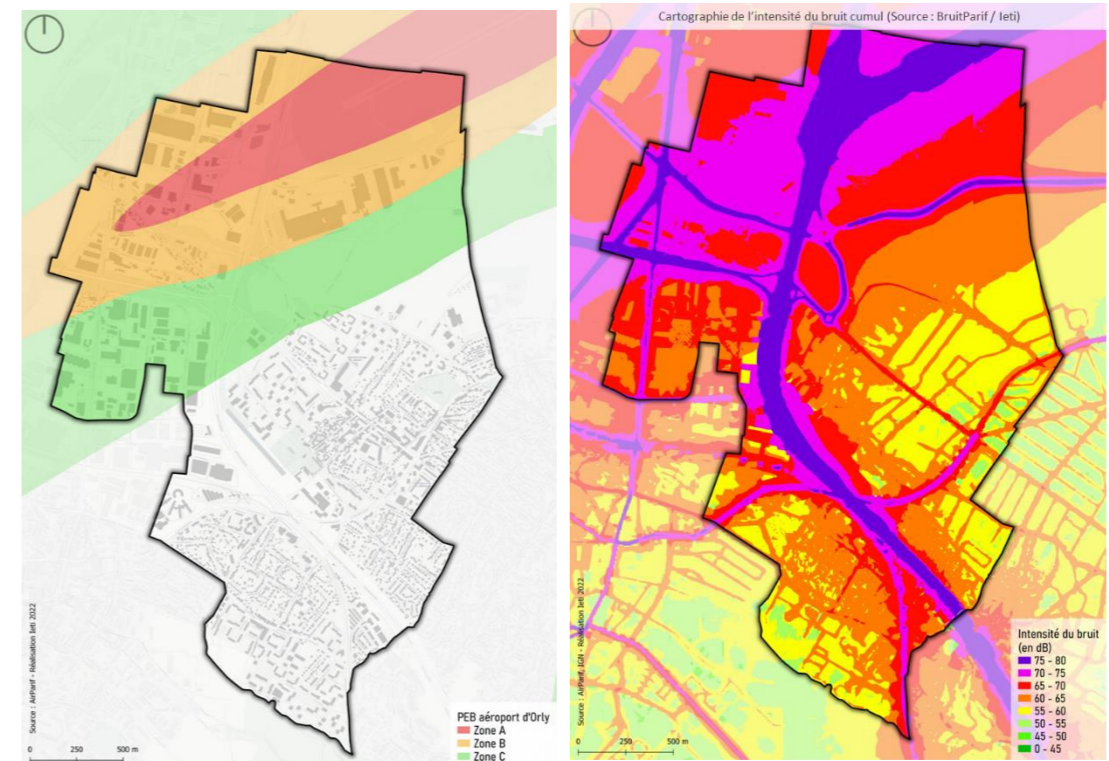 Source : AirParif - Réalisation Ieti 2022
0 250 500 m
PEB aéroport d'Orly
Zone A
Zone B
Zone C
Cartographie de l'intensité du bruit cumul (Source : BruitParif / Ieti)
Source : AirParif, IGN - Réalisation Ieti 2022
0 250 500 m
Intensité du bruit
(en dB)
75 - 80
70 - 75
65 - 70
60 - 65
55 - 60
50 - 55
45 - 50
0 - 45